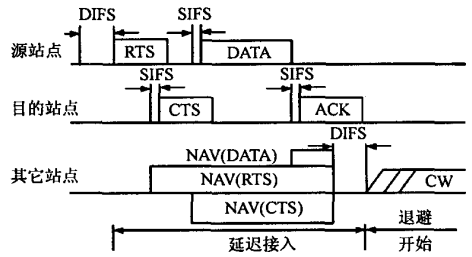 DIFS
SIFS
源站点
RTS
DATA
SIFS
SIFS
目的站点
CTS
ACK
DIFS
NAV(DATA)
其它站点
NAV(RTS)
CW
NAV(CTS)
延迟接入
退避
开始